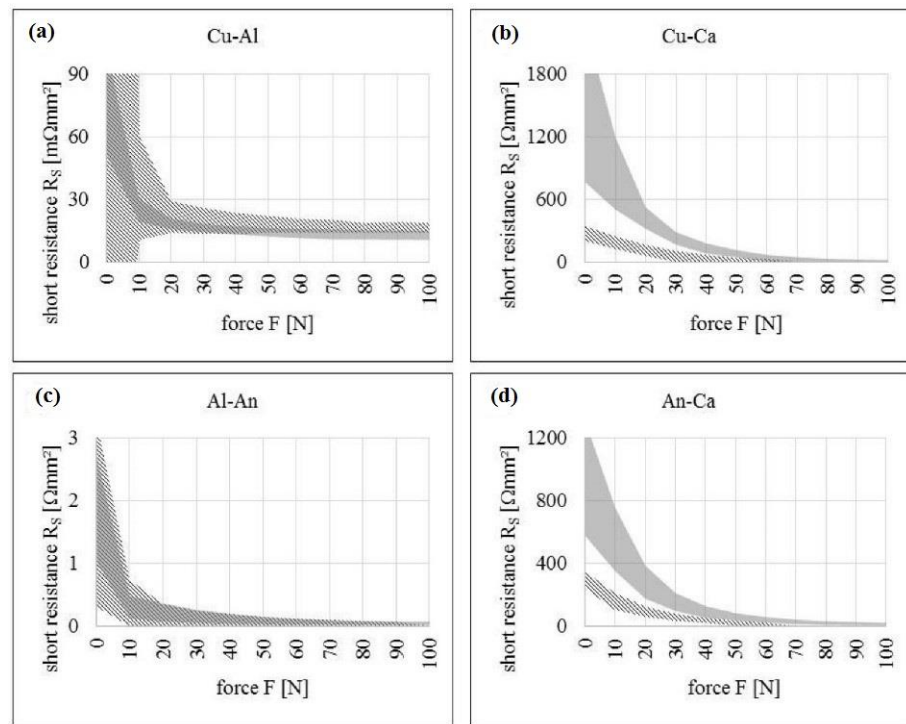 (a) Cu-Al
short resistance R_S [mΩmm²]
90
60
30
0
0 10 20 30 40 50 60 70 80 90 100
force F [N]
(b) Cu-Ca
short resistance R_S [Ωmm²]
1800
1200
600
0
0 10 20 30 40 50 60 70 80 90 100
force F [N]
(c) Al-An
short resistance R_S [Ωmm²]
3
2
1
0
0 10 20 30 40 50 60 70 80 90 100
force F [N]
(d) An-Ca
short resistance R_S [Ωmm²]
1200
800
400
0
0 10 20 30 40 50 60 70 80 90 100
force F [N]